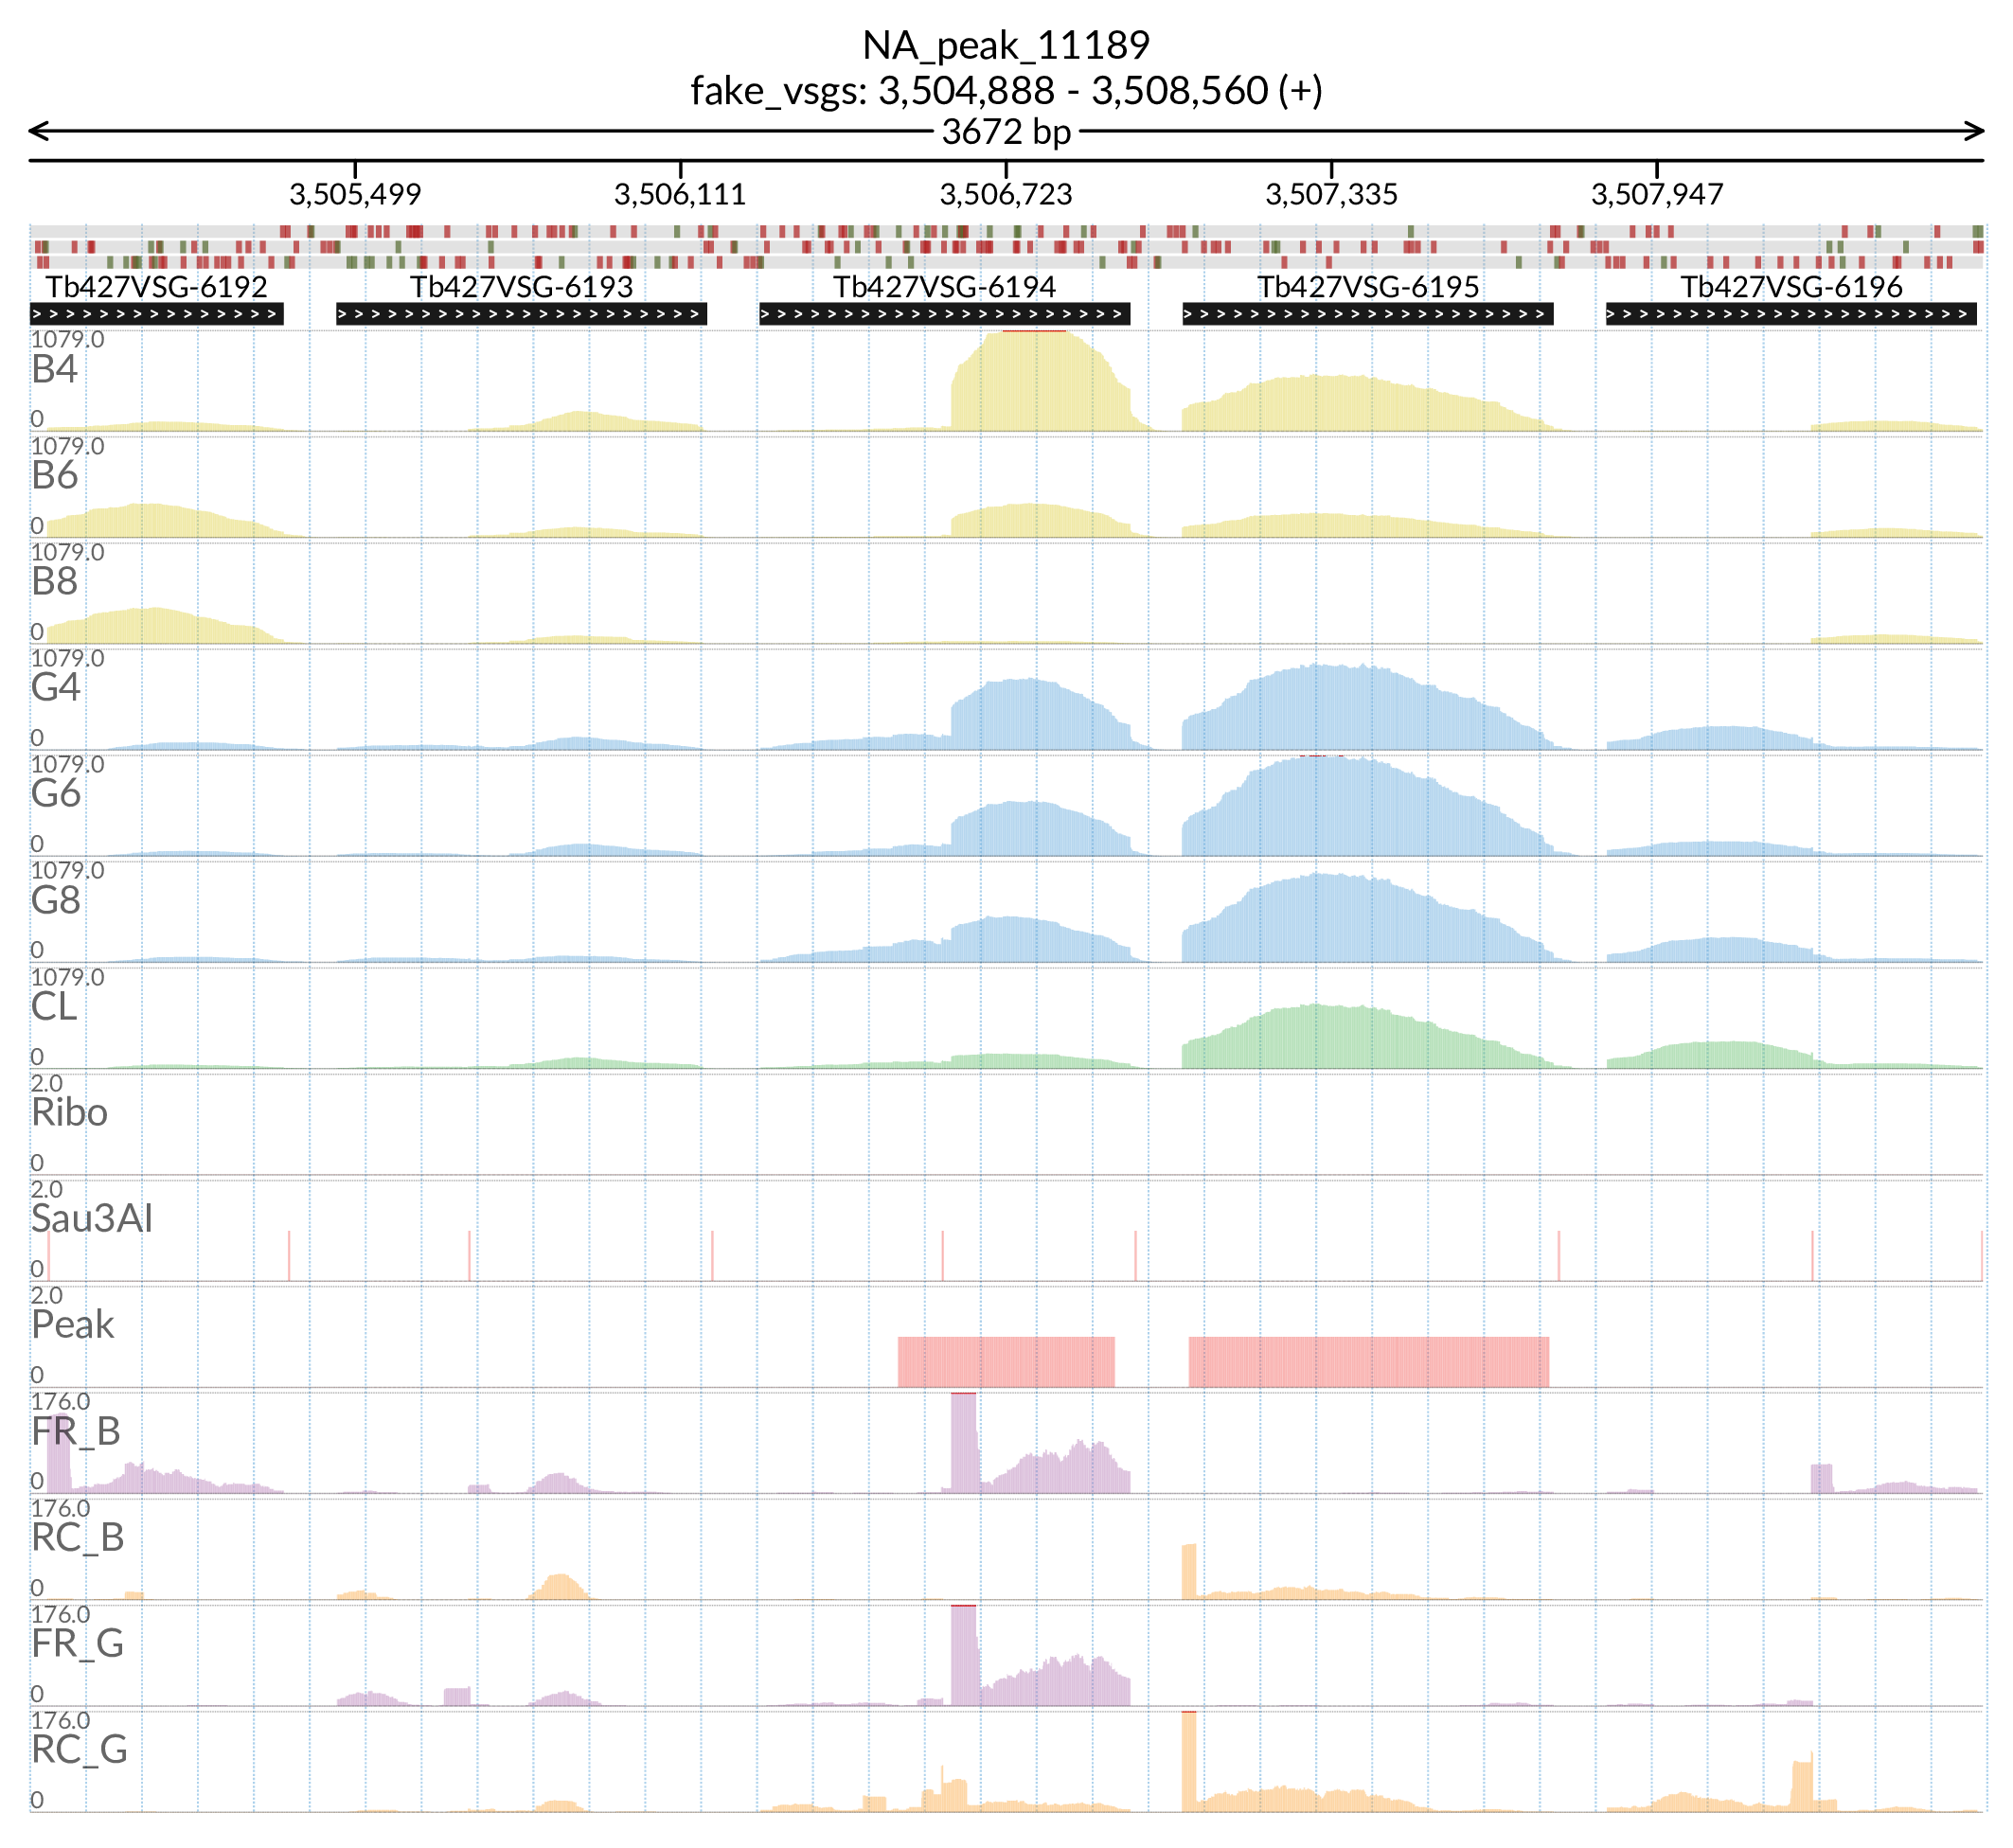 NA_peak_11189
fake_vsgs: 3,504,888 - 3,508,560 (+)
3672 bp
3,505,499 3,506,111 3,506,723 3,507,335 3,507,947
Tb427VSG-6192 Tb427VSG-6193 Tb427VSG-6194 Tb427VSG-6195 Tb427VSG-6196
1079.0
B4
0
1079.0
B6
0
1079.0
B8
0
1079.0
G4
0
1079.0
G6
0
1079.0
G8
0
1079.0
CL
0
2.0
Ribo
0
2.0
Sau3AI
0
2.0
Peak
0
176.0
FR_B
0
176.0
RC_B
0
176.0
FR_G
0
176.0
RC_G
0